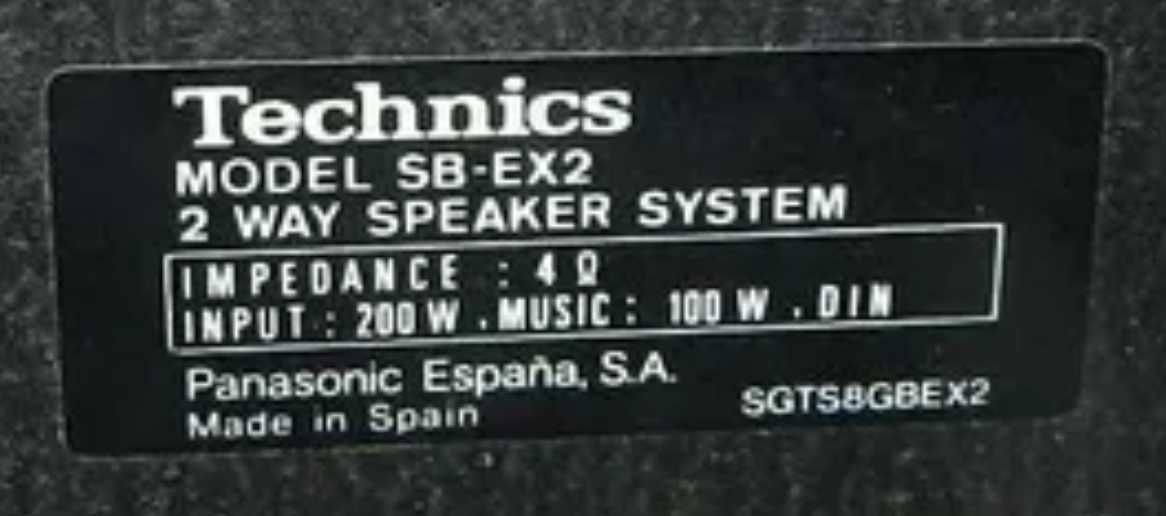 Technics
MODEL SB-EX2
2 WAY SPEAKER SYSTEM
IMPEDANCE : 4 Ω
INPUT : 200 W . MUSIC : 100 W . DIN
Panasonic España, S.A.
Made in Spain
SGTS8GBEX2